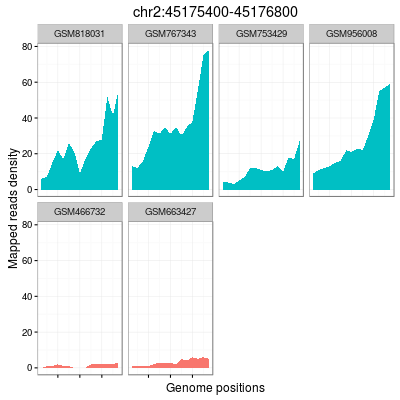 chr2:45175400-45176800
GSM818031 GSM767343 GSM753429 GSM956008
80
60
40
20
0
GSM466732 GSM663427
80
60
40
20
0
Mapped reads density
Genome positions